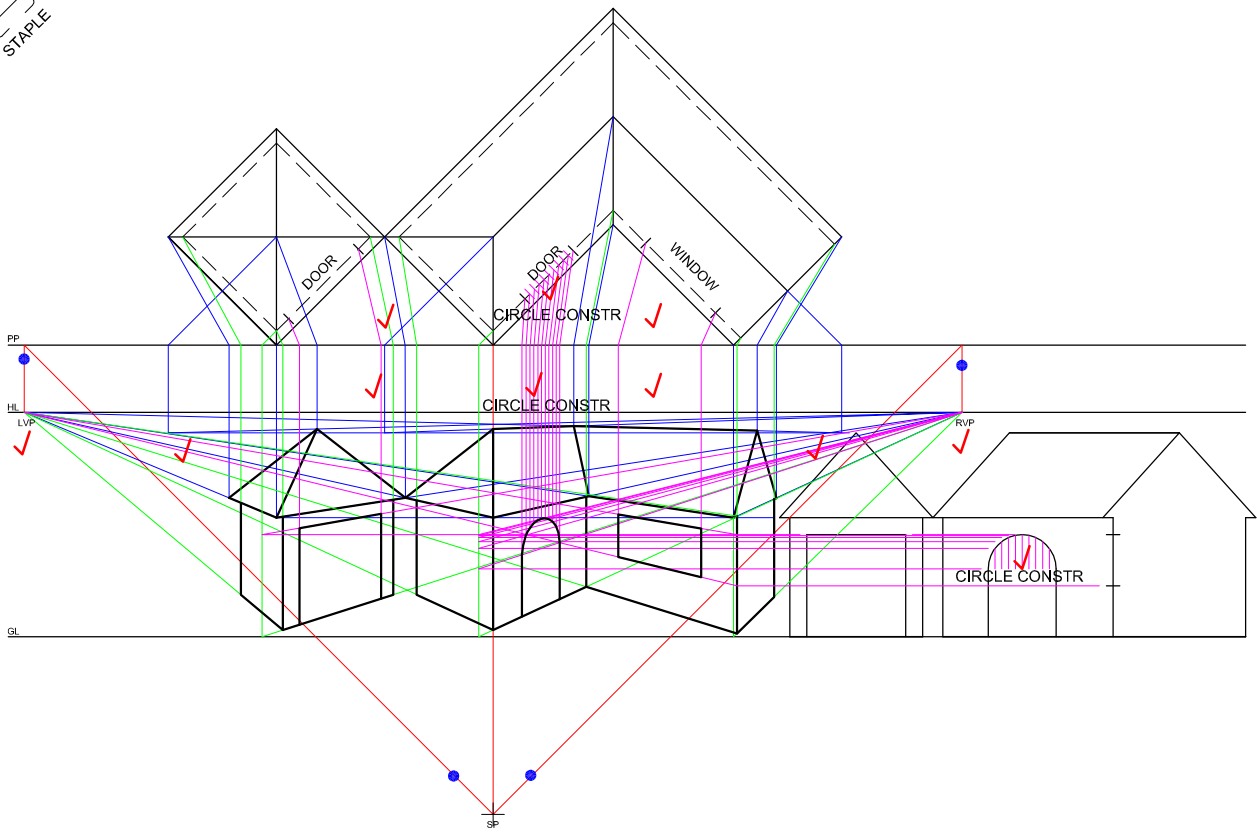 STAPLE
DOOR
DOOR
WINDOW
CIRCLE CONSTR
PP
CIRCLE CONSTR
HL
LVP
RVP
CIRCLE CONSTR
GL
SP